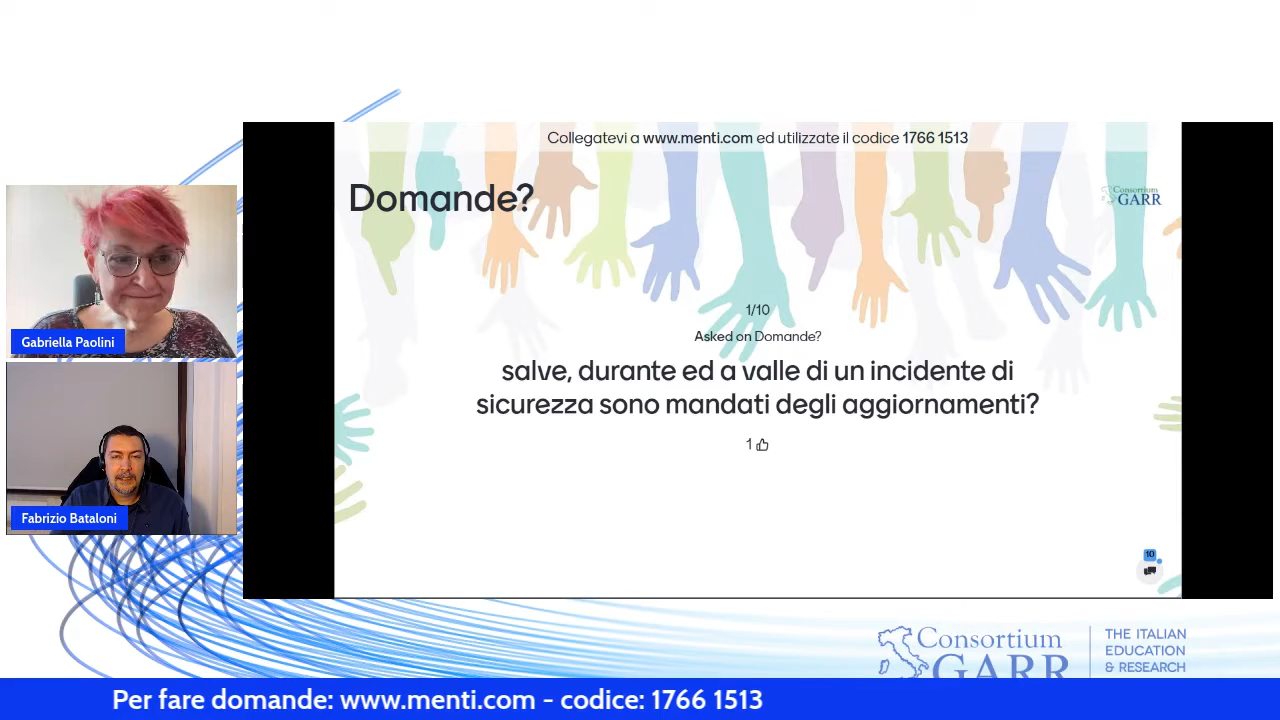 Collegatevi a www.menti.com ed utilizzate il codice 1766 1513
Domande?
Consortium
GARR
1/10
Asked on Domande?
salve, durante ed a valle di un incidente di
sicurezza sono mandati degli aggiornamenti?
1
10
Gabriella Paolini
Fabrizio Bataloni
Consortium
GARR
THE ITALIAN
EDUCATION
& RESEARCH
Per fare domande: www.menti.com - codice: 1766 1513